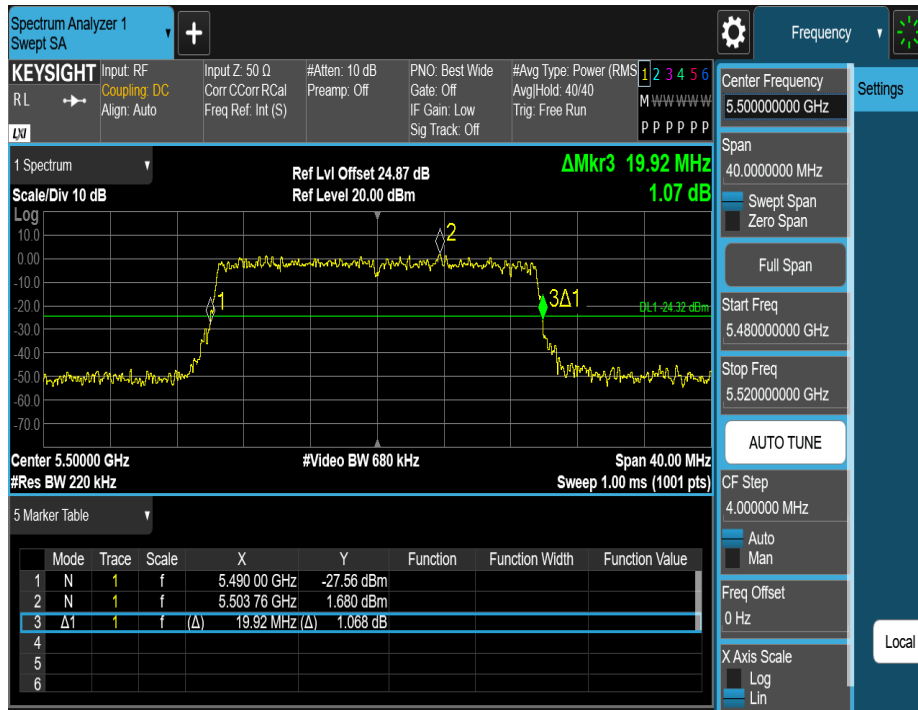 Spectrum Analyzer 1
Swept SA
+
Frequency
KEYSIGHT
RL
LXI
Input: RF
Coupling: DC
Align: Auto
Input Z: 50 Ω
Corr CCorr RCal
Freq Ref: Int (S)
#Atten: 10 dB
Preamp: Off
PNO: Best Wide
Gate: Off
IF Gain: Low
Sig Track: Off
#Avg Type: Power (RMS
Avg|Hold: 40/40
Trig: Free Run
1 2 3 4 5 6
M W W W W W
P P P P P P
Center Frequency
5.500000000 GHz
Settings
1 Spectrum
Scale/Div 10 dB
Ref Lvl Offset 24.87 dB
Ref Level 20.00 dBm
ΔMkr3 19.92 MHz
1.07 dB
Log
10.0
0.00
-10.0
-20.0
-30.0
-40.0
-50.0
-60.0
-70.0
1
2
3Δ1
DL1 -24.32 dBm
Center 5.50000 GHz
#Res BW 220 kHz
#Video BW 680 kHz
Span 40.00 MHz
Sweep 1.00 ms (1001 pts)
Span
40.0000000 MHz
Swept Span
Zero Span
Full Span
Start Freq
5.480000000 GHz
Stop Freq
5.520000000 GHz
AUTO TUNE
CF Step
4.000000 MHz
Auto
Man
Freq Offset
0 Hz
X Axis Scale
Log
Lin
Local
5 Marker Table
Mode Trace Scale X Y Function Function Width Function Value
1 N 1 f 5.490 00 GHz -27.56 dBm
2 N 1 f 5.503 76 GHz 1.680 dBm
3 Δ1 1 f (Δ) 19.92 MHz (Δ) 1.068 dB
4
5
6